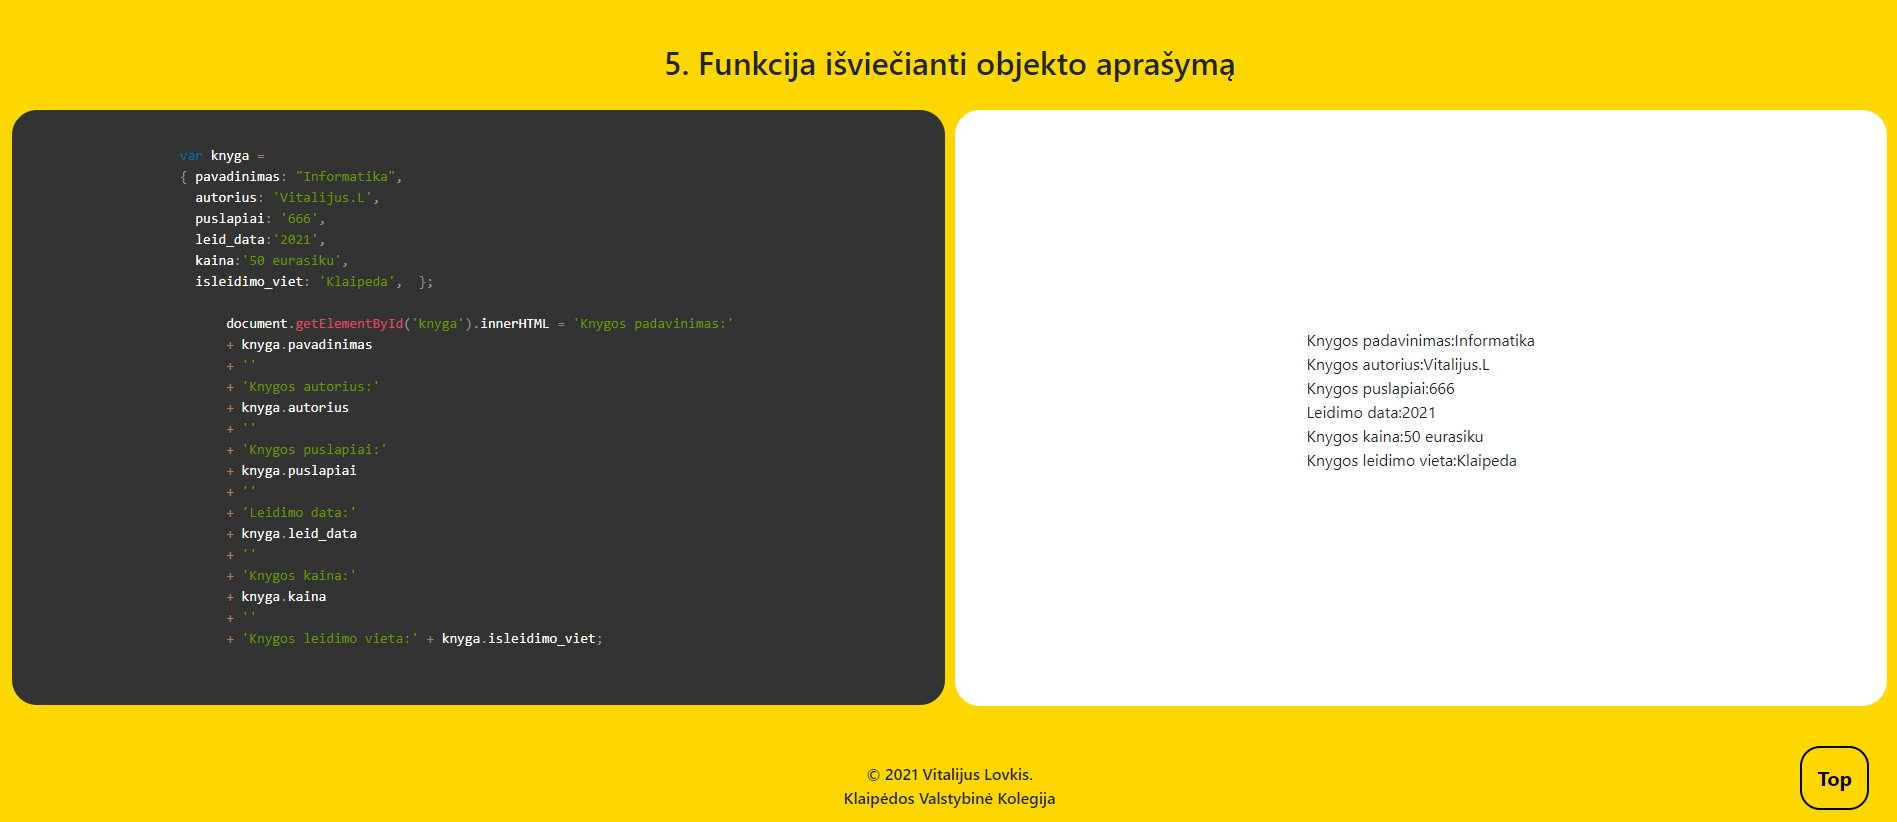 5. Funkcija išviečianti objekto aprašymą
var knyga =
{ pavadinimas: "Informatika",
autorius: 'Vitalijus.L',
puslapiai: '666',
leid_data:'2021',
kaina:'50 eurasiku',
isleidimo_viet: 'Klaipeda',  };
document.getElementById('knyga').innerHTML = 'Knygos padavinimas:'
+ knyga.pavadinimas
+ ''
+ 'Knygos autorius:'
+ knyga.autorius
+ ''
+ 'Knygos puslapiai:'
+ knyga.puslapiai
+ ''
+ 'Leidimo data:'
+ knyga.leid_data
+ ''
+ 'Knygos kaina:'
+ knyga.kaina
+ ''
+ 'Knygos leidimo vieta:' + knyga.isleidimo_viet;
Knygos padavinimas:Informatika
Knygos autorius:Vitalijus.L
Knygos puslapiai:666
Leidimo data:2021
Knygos kaina:50 eurasiku
Knygos leidimo vieta:Klaipeda
© 2021 Vitalijus Lovkis.
Klaipėdos Valstybinė Kolegija
Top